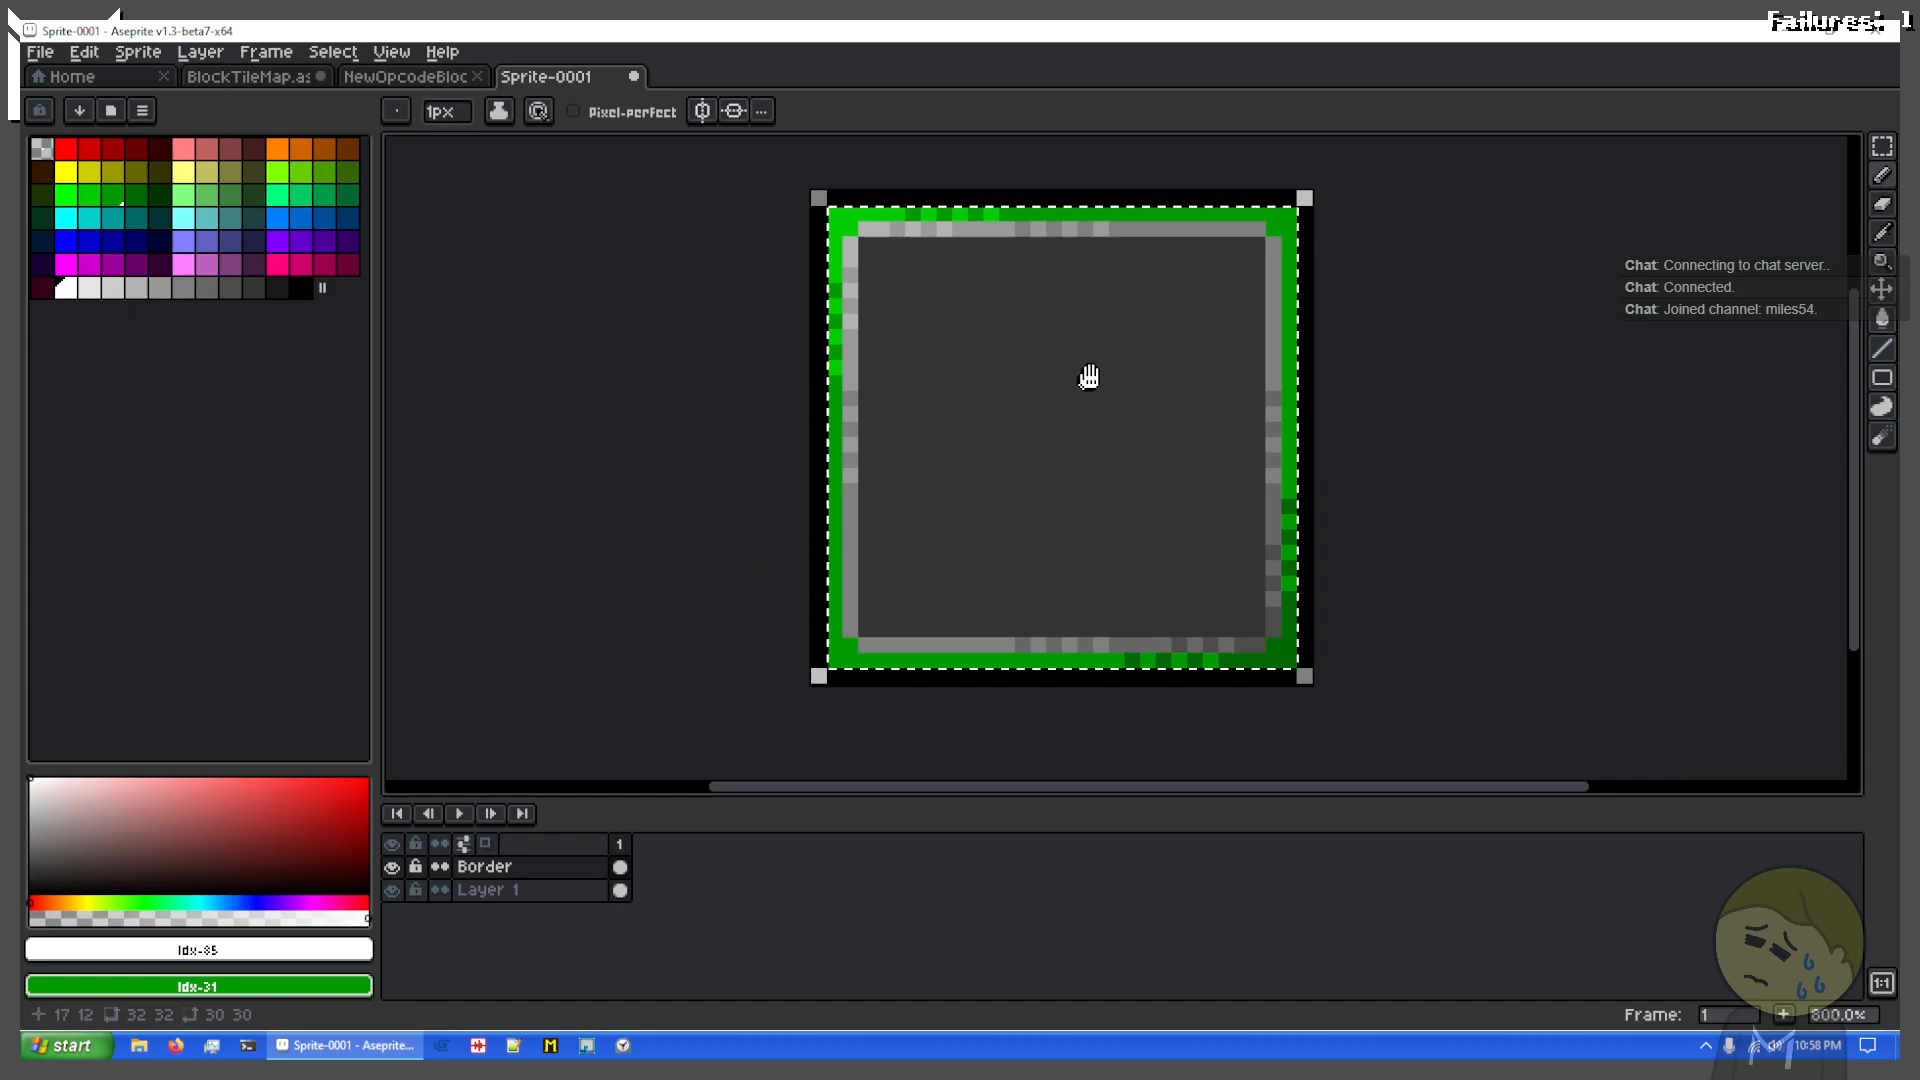 Failures: 1
Sprite-0001 - Aseprite v1.3-beta7-x64
File Edit Sprite Layer Frame Select View Help
Home BlockTileMap.as NewOpcodeBloc Sprite-0001
1px Pixel-perfect
Chat: Connecting to chat server..
Chat: Connected.
Chat: Joined channel: miles54.
1
Border
Layer 1
Idx-85
Idx-31
17 12 32 32 30 30
Frame: 1 800.0%
1:1
start Sprite-0001 - Aseprite... 10:58 PM